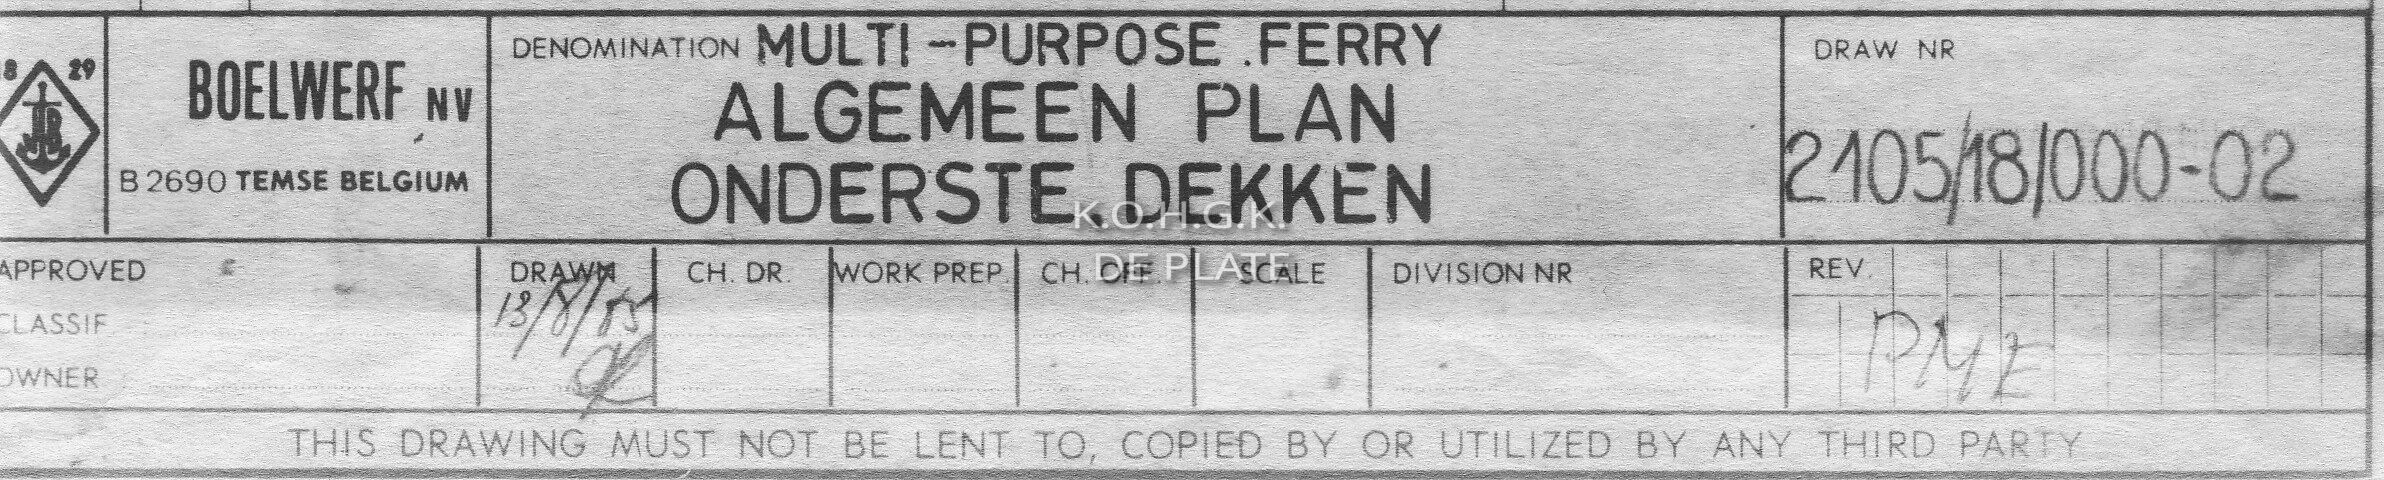 18 29
BOELWERF NV
B 2690 TEMSE BELGIUM
DENOMINATION MULTI-PURPOSE FERRY
ALGEMEEN PLAN
ONDERSTE DEKKEN
DRAW NR
2105/18/000-02
K.O.H.G.K.
DE PLATE
APPROVED
CLASSIF.
OWNER
DRAWN
13/8/85
CH. DR.
WORK PREP.
CH. OFF.
SCALE
DIVISION NR
REV.
PME
THIS DRAWING MUST NOT BE LENT TO, COPIED BY OR UTILIZED BY ANY THIRD PARTY